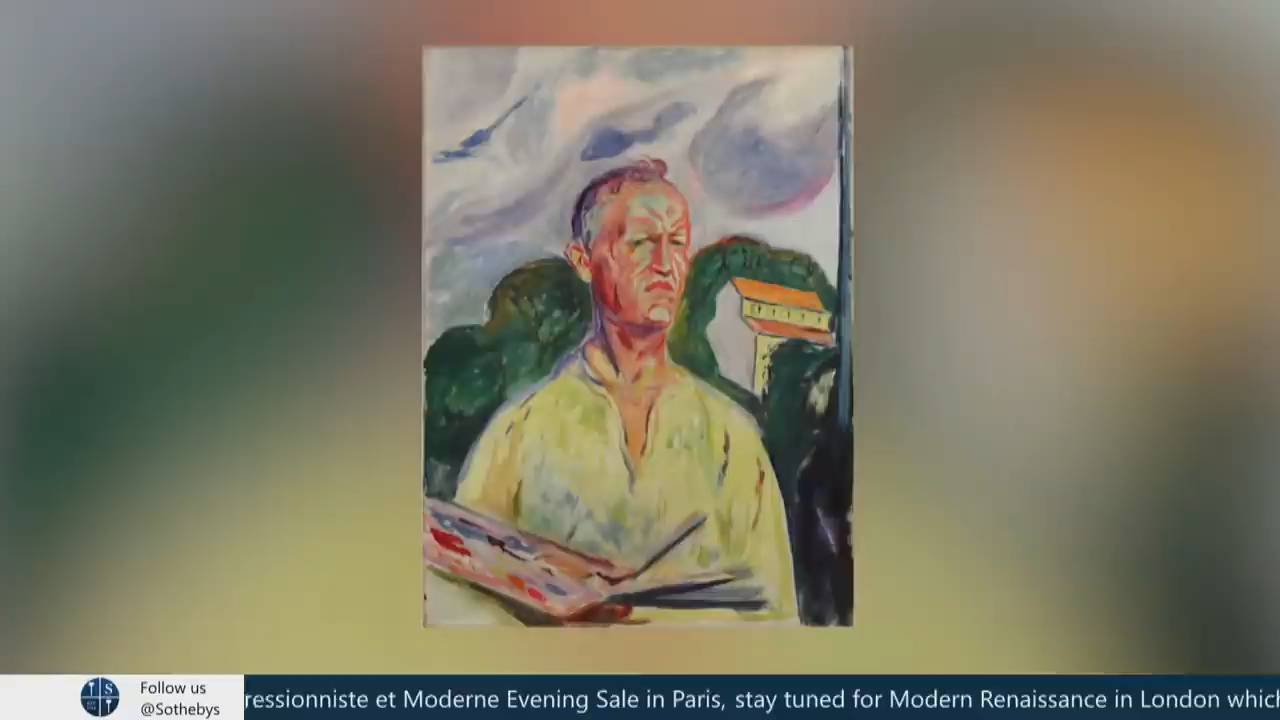 Follow us
@Sothebys
ressionniste et Moderne Evening Sale in Paris, stay tuned for Modern Renaissance in London which